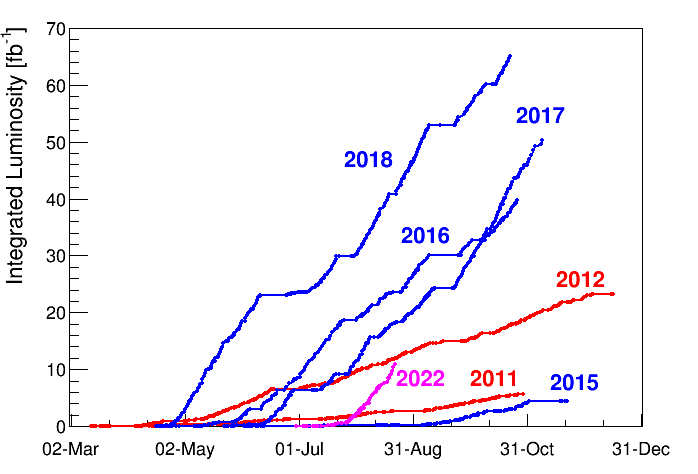 Integrated Luminosity [fb⁻¹]
70
60
50
40
30
20
10
0
2018
2017
2016
2012
2022
2011
2015
02-Mar
02-May
01-Jul
31-Aug
31-Oct
31-Dec